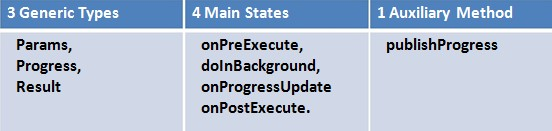 3 Generic Types
4 Main States
1 Auxiliary Method
Params,
Progress,
Result
onPreExecute,
doInBackground,
onProgressUpdate
onPostExecute.
publishProgress